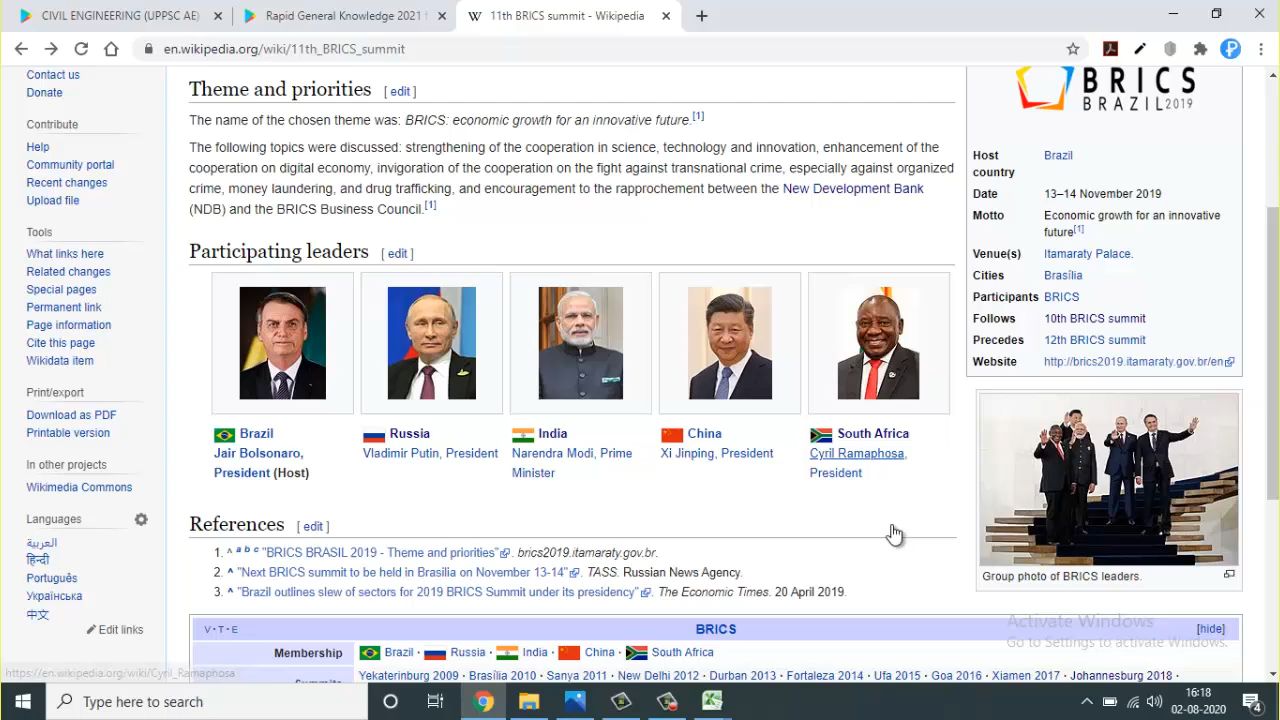 CIVIL ENGINEERING (UPPSC AE)
Rapid General Knowledge 2021 f
11th BRICS summit - Wikipedia
en.wikipedia.org/wiki/11th_BRICS_summit
Contact us
Donate
Contribute
Help
Community portal
Recent changes
Upload file
Tools
What links here
Related changes
Special pages
Permanent link
Page information
Cite this page
Wikidata item
Print/export
Download as PDF
Printable version
In other projects
Wikimedia Commons
Languages
العربية
हिन्दी
Português
Українська
中文
Edit links
Theme and priorities [ edit ]
The name of the chosen theme was: BRICS: economic growth for an innovative future.[1]
The following topics were discussed: strengthening of the cooperation in science, technology and innovation, enhancement of the
cooperation on digital economy, invigoration of the cooperation on the fight against transnational crime, especially against organized
crime, money laundering, and drug trafficking, and encouragement to the rapprochement between the New Development Bank
(NDB) and the BRICS Business Council.[1]
Participating leaders [ edit ]
Brazil
Jair Bolsonaro,
President (Host)
Russia
Vladimir Putin, President
India
Narendra Modi, Prime
Minister
China
Xi Jinping, President
South Africa
Cyril Ramaphosa,
President
References [ edit ]
1. ^ a b c "BRICS BRASIL 2019 - Theme and priorities". brics2019.itamaraty.gov.br.
2. ^ "Next BRICS summit to be held in Brasilia on November 13-14". TASS. Russian News Agency.
3. ^ "Brazil outlines slew of sectors for 2019 BRICS Summit under its presidency". The Economic Times. 20 April 2019.
V · T · E
BRICS
[hide]
Membership
Brazil · Russia · India · China · South Africa
Summits
Yekaterinburg 2009 · Brasília 2010 · Sanya 2011 · New Delhi 2012 · Durban 2013 · Fortaleza 2014 · Ufa 2015 · Goa 2016 · Xiamen 2017 · Johannesburg 2018 ·
BRICS
BRAZIL2019
Host country Brazil
Date 13–14 November 2019
Motto Economic growth for an innovative
future[1]
Venue(s) Itamaraty Palace.
Cities Brasília
Participants BRICS
Follows 10th BRICS summit
Precedes 12th BRICS summit
Website http://brics2019.itamaraty.gov.br/en
Group photo of BRICS leaders.
Activate Windows
Go to Settings to activate Windows.
https://en.wikipedia.org/wiki/Cyril_Ramaphosa
Type here to search
16:18
02-08-2020
4